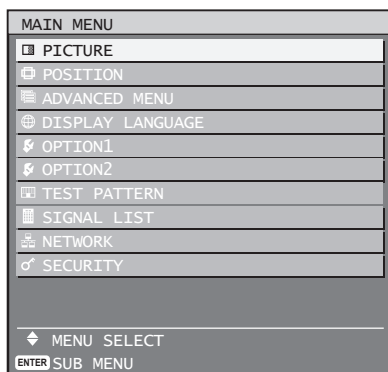 MAIN MENU
PICTURE
POSITION
ADVANCED MENU
DISPLAY LANGUAGE
OPTION1
OPTION2
TEST PATTERN
SIGNAL LIST
NETWORK
SECURITY
MENU SELECT
ENTER SUB MENU